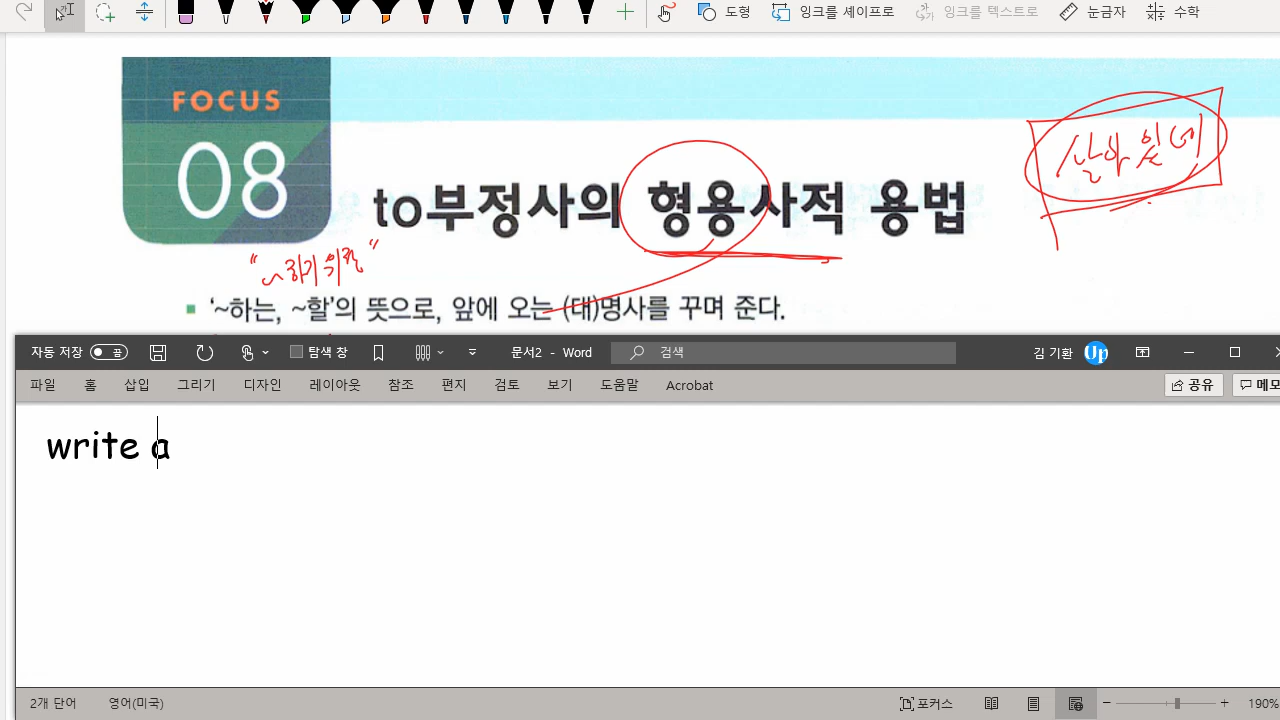 도형 잉크를 셰이프로 잉크를 텍스트로 눈금자 수학
FOCUS
08
to부정사의 형용사적 용법
살아 있네
"~하기 위한"
'~하는, ~할'의 뜻으로, 앞에 오는 (대)명사를 꾸며 준다.
자동 저장 끔 탐색 창 문서2 - Word 검색 김 기환 Up
파일 홈 삽입 그리기 디자인 레이아웃 참조 편지 검토 보기 도움말 Acrobat 공유 메모
write a
2개 단어 영어(미국) 포커스 190%